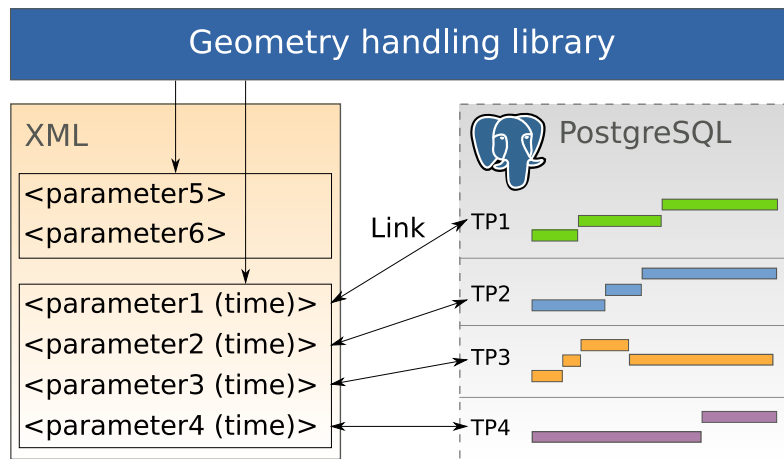 Geometry handling library
XML
<parameter5>
<parameter6>
<parameter1 (time)>
<parameter2 (time)>
<parameter3 (time)>
<parameter4 (time)>
Link
PostgreSQL
TP1
TP2
TP3
TP4